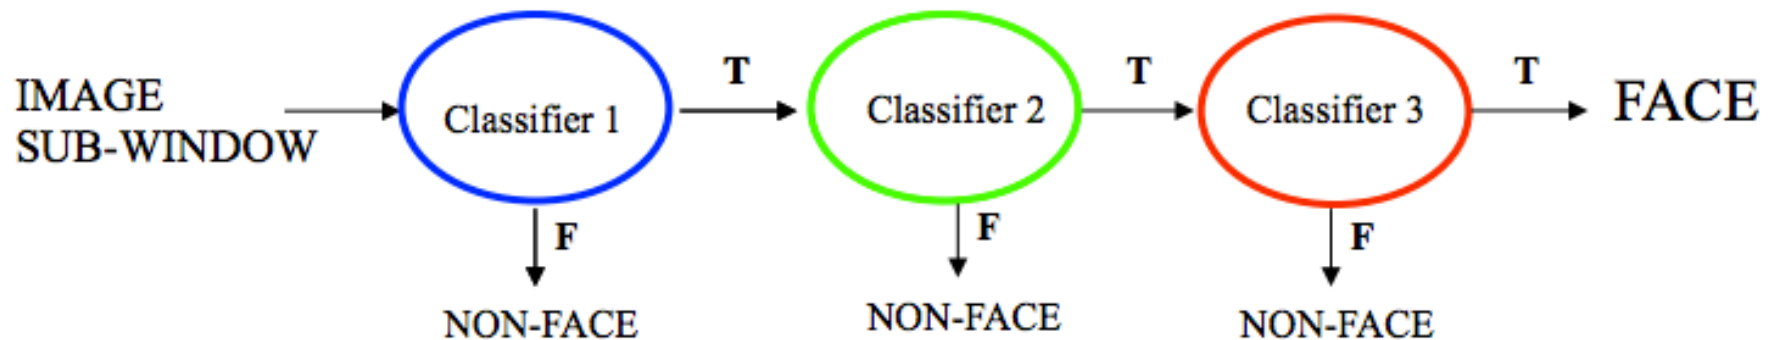 IMAGE
SUB-WINDOW
Classifier 1
T
Classifier 2
T
Classifier 3
T
FACE
F
F
F
NON-FACE
NON-FACE
NON-FACE